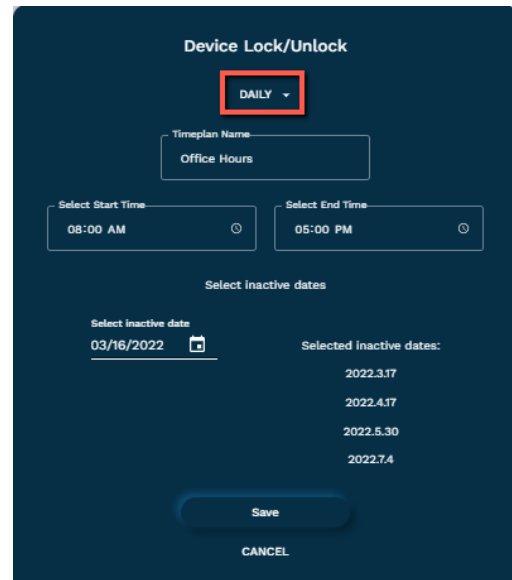 Device Lock/Unlock
DAILY
Timeplan Name
Office Hours
Select Start Time
08:00 AM
Select End Time
05:00 PM
Select inactive dates
Select inactive date
03/16/2022
Selected inactive dates:
2022.3.17
2022.4.17
2022.5.30
2022.7.4
Save
CANCEL